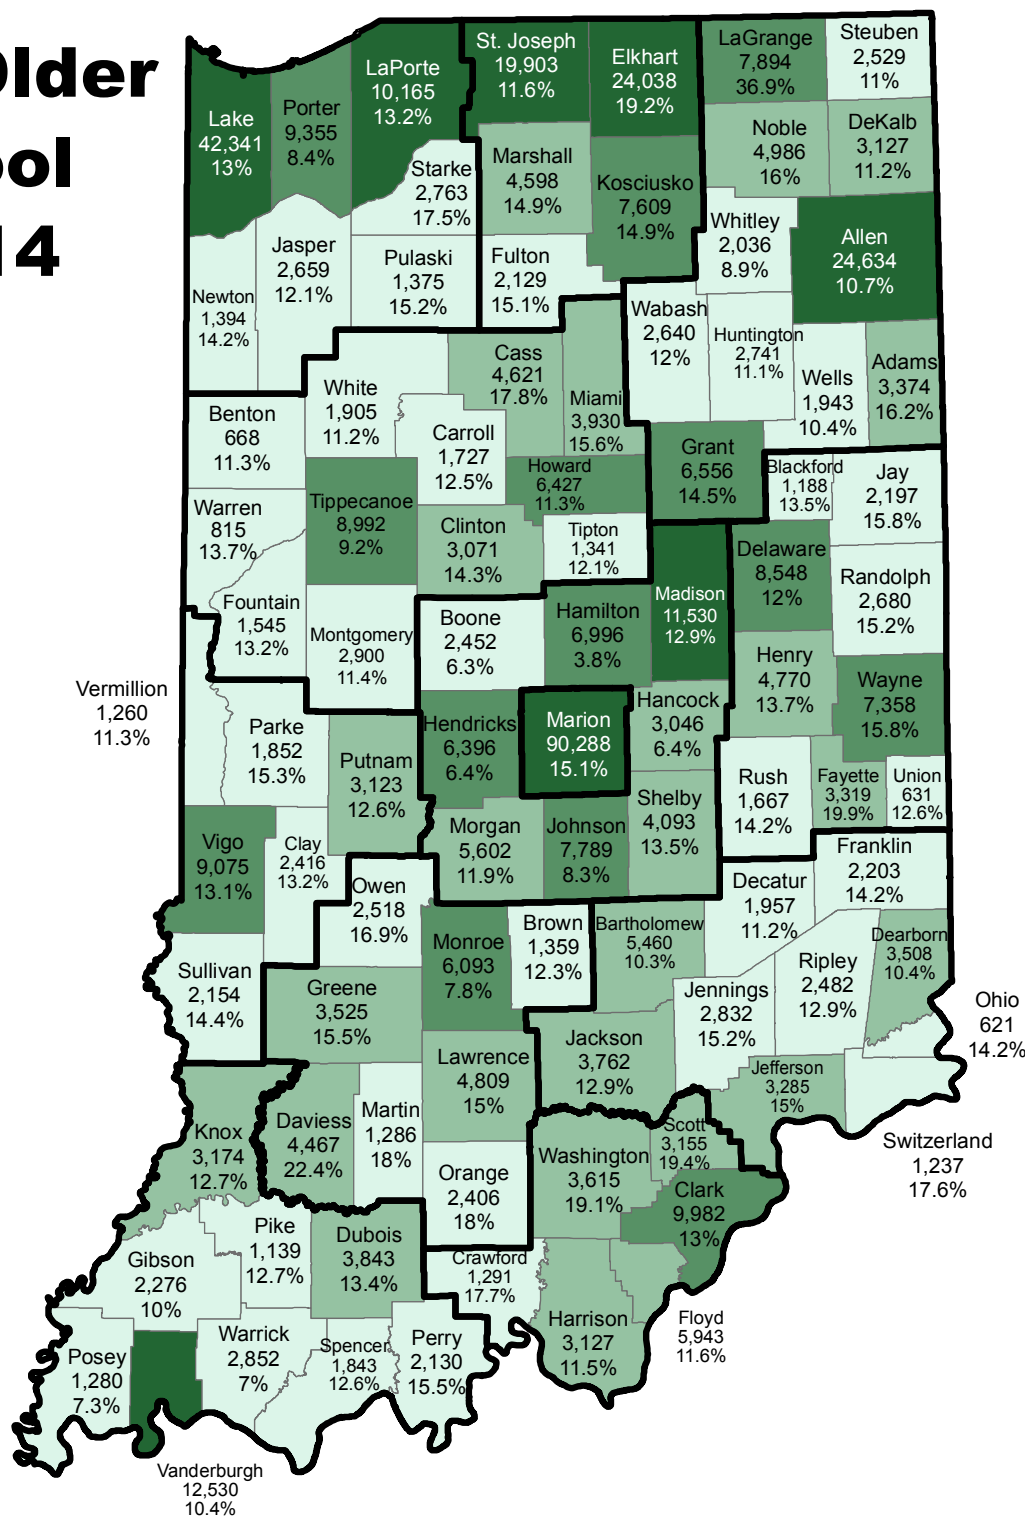 Older
ool
14
Lake
42,341
13%
Porter
9,355
8.4%
LaPorte
10,165
13.2%
St. Joseph
19,903
11.6%
Elkhart
24,038
19.2%
LaGrange
7,894
36.9%
Steuben
2,529
11%
Noble
4,986
16%
DeKalb
3,127
11.2%
Starke
2,763
17.5%
Marshall
4,598
14.9%
Kosciusko
7,609
14.9%
Whitley
2,036
8.9%
Allen
24,634
10.7%
Newton
1,394
14.2%
Jasper
2,659
12.1%
Pulaski
1,375
15.2%
Fulton
2,129
15.1%
Wabash
2,640
12%
Huntington
2,741
11.1%
Wells
1,943
10.4%
Adams
3,374
16.2%
White
1,905
11.2%
Cass
4,621
17.8%
Miami
3,930
15.6%
Benton
668
11.3%
Carroll
1,727
12.5%
Howard
6,427
11.3%
Grant
6,556
14.5%
Blackford
1,188
13.5%
Jay
2,197
15.8%
Warren
815
13.7%
Tippecanoe
8,992
9.2%
Clinton
3,071
14.3%
Tipton
1,341
12.1%
Madison
11,530
12.9%
Delaware
8,548
12%
Randolph
2,680
15.2%
Fountain
1,545
13.2%
Montgomery
2,900
11.4%
Boone
2,452
6.3%
Hamilton
6,996
3.8%
Henry
4,770
13.7%
Wayne
7,358
15.8%
Vermillion
1,260
11.3%
Parke
1,852
15.3%
Putnam
3,123
12.6%
Hendricks
6,396
6.4%
Marion
90,288
15.1%
Hancock
3,046
6.4%
Rush
1,667
14.2%
Fayette
3,319
19.9%
Union
631
12.6%
Vigo
9,075
13.1%
Clay
2,416
13.2%
Morgan
5,602
11.9%
Johnson
7,789
8.3%
Shelby
4,093
13.5%
Franklin
2,203
14.2%
Owen
2,518
16.9%
Monroe
6,093
7.8%
Brown
1,359
12.3%
Bartholomew
5,460
10.3%
Decatur
1,957
11.2%
Ripley
2,482
12.9%
Dearborn
3,508
10.4%
Sullivan
2,154
14.4%
Greene
3,525
15.5%
Jennings
2,832
15.2%
Ohio
621
14.2%
Jackson
3,762
12.9%
Lawrence
4,809
15%
Jefferson
3,285
15%
Knox
3,174
12.7%
Daviess
4,467
22.4%
Martin
1,286
18%
Orange
2,406
18%
Washington
3,615
19.1%
Scott
3,155
19.4%
Switzerland
1,237
17.6%
Clark
9,982
13%
Gibson
2,276
10%
Pike
1,139
12.7%
Dubois
3,843
13.4%
Crawford
1,291
17.7%
Harrison
3,127
11.5%
Floyd
5,943
11.6%
Posey
1,280
7.3%
Warrick
2,852
7%
Spencer
1,843
12.6%
Perry
2,130
15.5%
Vanderburgh
12,530
10.4%